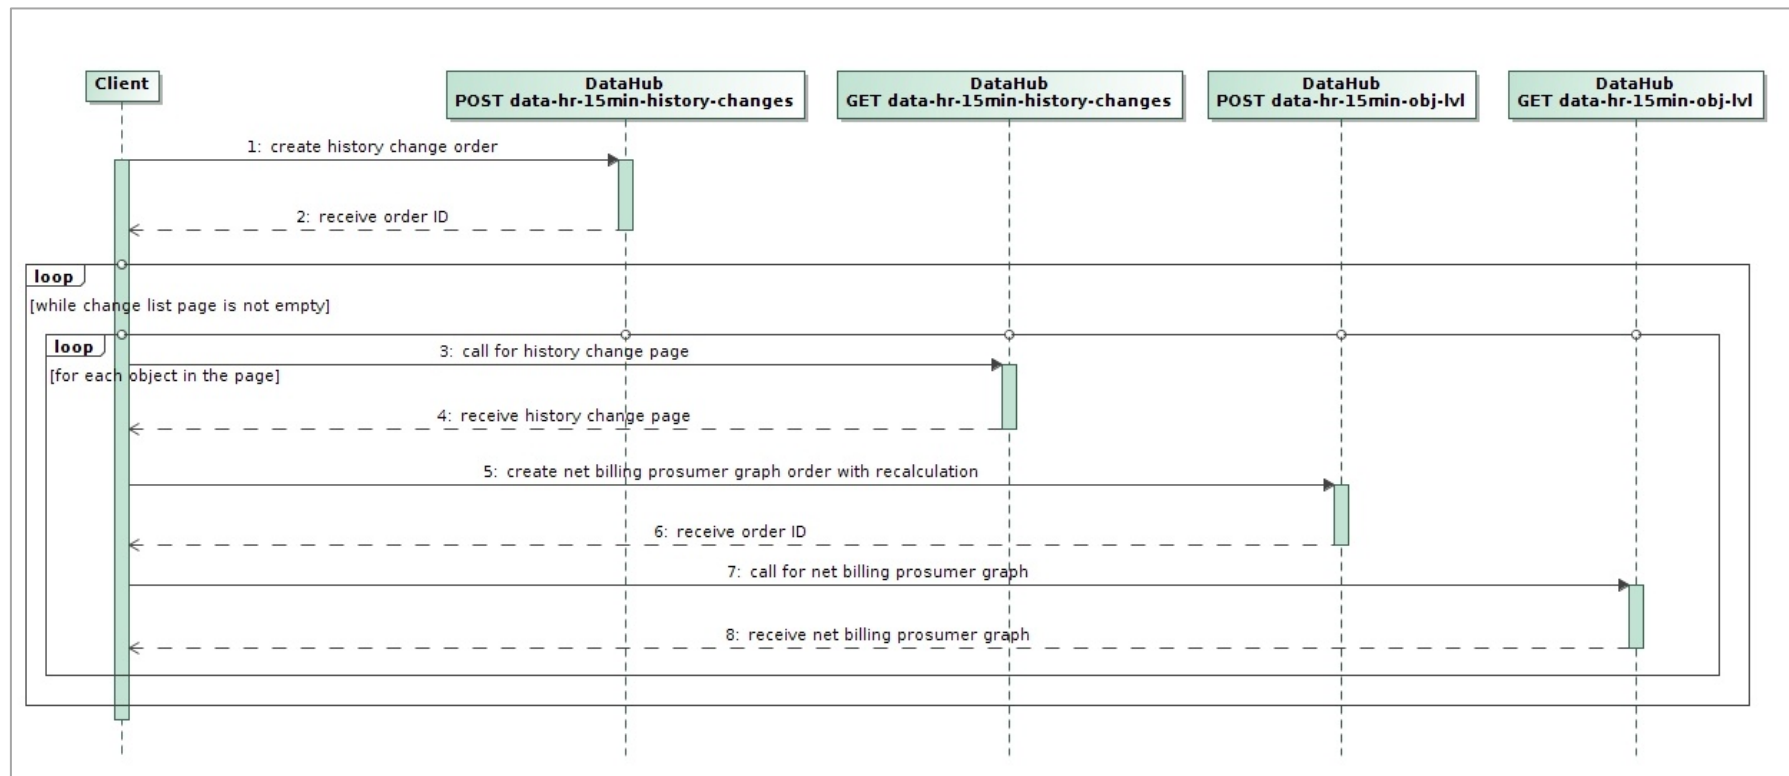 Client
DataHub
POST data-hr-15min-history-changes
DataHub
GET data-hr-15min-history-changes
DataHub
POST data-hr-15min-obj-lvl
DataHub
GET data-hr-15min-obj-lvl
1: create history change order
2: receive order ID
loop
[while change list page is not empty]
loop
3: call for history change page
[for each object in the page]
4: receive history change page
5: create net billing prosumer graph order with recalculation
6: receive order ID
7: call for net billing prosumer graph
8: receive net billing prosumer graph